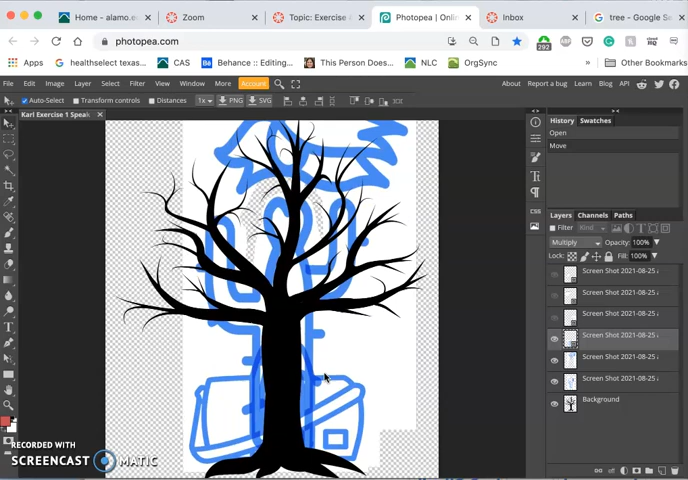 Home - alamo.e
Zoom
Topic: Exercise A
Photopea | Onlin
Inbox
tree - Google Se
photopea.com
292
Apps
healthselect texas...
CAS
Behance :: Editing...
This Person Does...
NLC
OrgSync
Other Bookmarks
File Edit Image Layer Select Filter View Window More Account
About Report a bug Learn Blog API
Auto-Select Transform controls Distances 1x PNG SVG
Karl Exercise 1 Speak
History Swatches
Open
Move
CSS
Layers Channels Paths
Filter Kind
Multiply Opacity: 100%
Lock: Fill: 100%
Screen Shot 2021-08-25
Screen Shot 2021-08-25
Screen Shot 2021-08-25
Screen Shot 2021-08-25
Screen Shot 2021-08-25
Screen Shot 2021-08-25
Background
RECORDED WITH
SCREENCAST MATIC